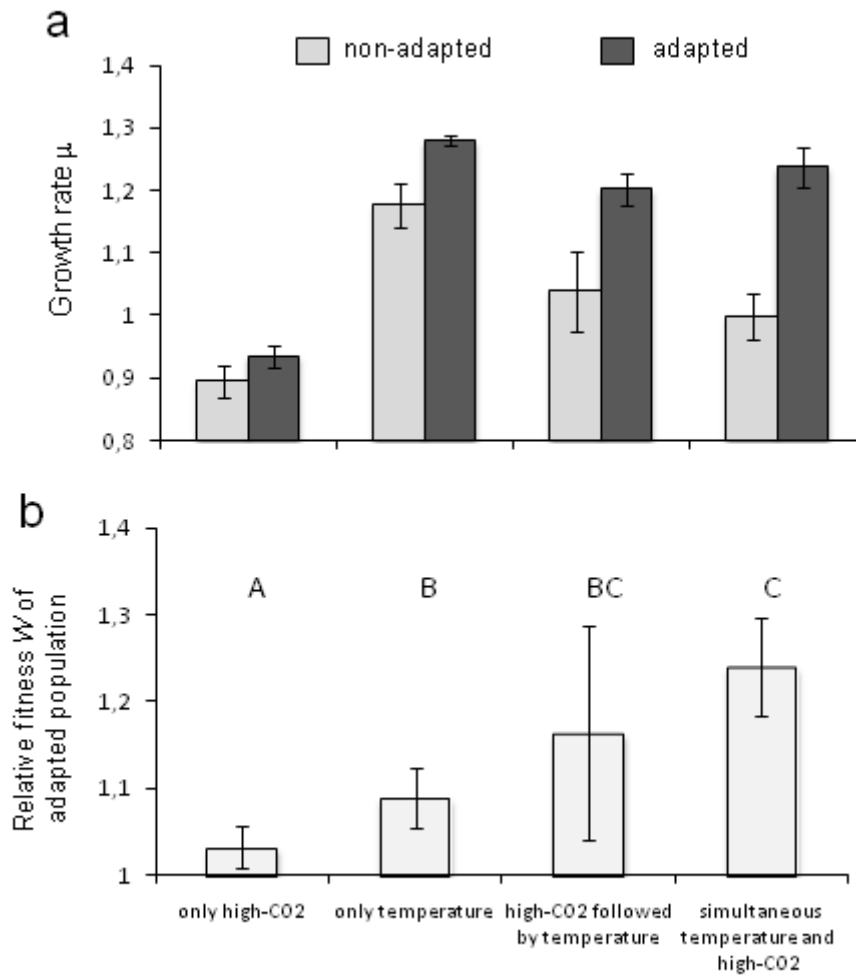 a
non-adapted
adapted
Growth rate µ
1,4
1,3
1,2
1,1
1
0,9
0,8
b
Relative fitness W of
adapted population
1,4
1,3
1,2
1,1
1
A
B
BC
C
only high-CO2
only temperature
high-CO2 followed
by temperature
simultaneous
temperature and
high-CO2